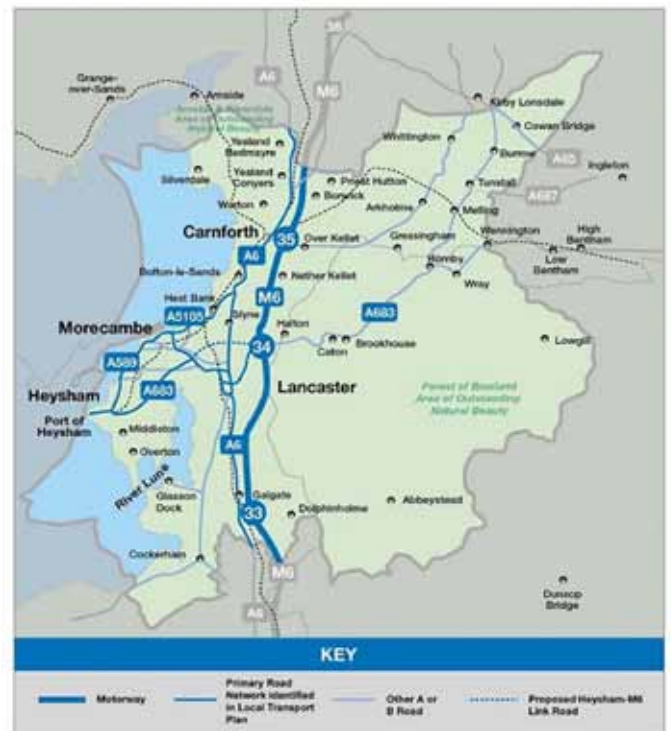 36
A6
M6
Grange-
over-Sands
Arnside
Arnside & Silverdale
Area of Outstanding
Natural Beauty
Kirby Lonsdale
Cowan Bridge
Whittington
Yealand
Redmayne
Burrow
A65
Ingleton
Silverdale
Yealand
Conyers
Priest Hutton
Tunstall
A687
Warton
Borwick
Arkholme
Melling
Carnforth
35
Over Kellet
Gressingham
Wennington
High
Bentham
A6
Bolton-le-Sands
Nether Kellet
Hornby
Low
Bentham
Wray
M6
Hest Bank
A683
Morecambe
A5105
Slyne
Halton
34
Caton
Brookhouse
Lowgill
A589
Heysham
A683
Lancaster
Forest of Bowland
Area of Outstanding
Natural Beauty
Port of
Heysham
Middleton
Overton
A6
River Lune
Glasson
Dock
Galgate
Abbeystead
33
Dolphinholme
Cockerham
M6
Dunsop
Bridge
A6
KEY
Motorway
Primary Road
Network identified
in Local Transport
Plan
Other A or
B Road
Proposed Heysham-M6
Link Road